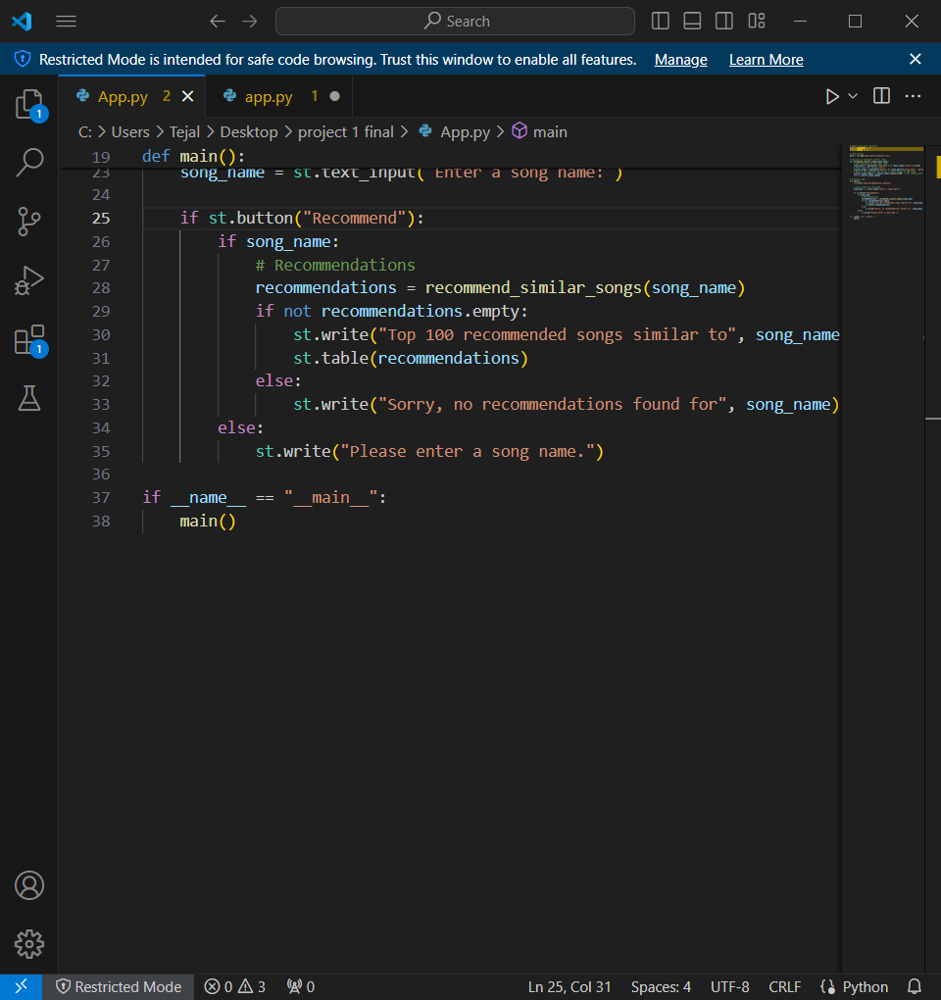 Search
Restricted Mode is intended for safe code browsing. Trust this window to enable all features. Manage Learn More
App.py 2 app.py 1
C: > Users > Tejal > Desktop > project 1 final > App.py > main
1
1
19 def main():
23 song_name = st.text_input("Enter a song name:")
24
25 if st.button("Recommend"):
26 if song_name:
27 # Recommendations
28 recommendations = recommend_similar_songs(song_name)
29 if not recommendations.empty:
30 st.write("Top 100 recommended songs similar to", song_name
31 st.table(recommendations)
32 else:
33 st.write("Sorry, no recommendations found for", song_name)
34 else:
35 st.write("Please enter a song name.")
36
37 if __name__ == "__main__":
38 main()
Restricted Mode 0 3 0 Ln 25, Col 31 Spaces: 4 UTF-8 CRLF Python